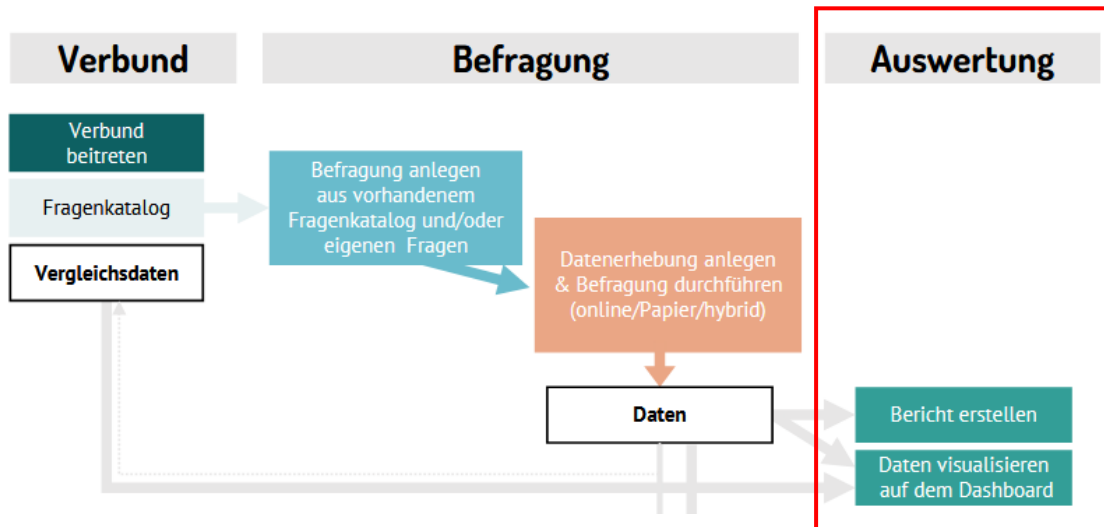 Verbund
Befragung
Auswertung
Verbund
beitreten
Fragenkatalog
Vergleichsdaten
Befragung anlegen
aus vorhandenem
Fragenkatalog und/oder
eigenen Fragen
Datenerhebung anlegen
& Befragung durchführen
(online/Papier/hybrid)
Daten
Bericht erstellen
Daten visualisieren
auf dem Dashboard